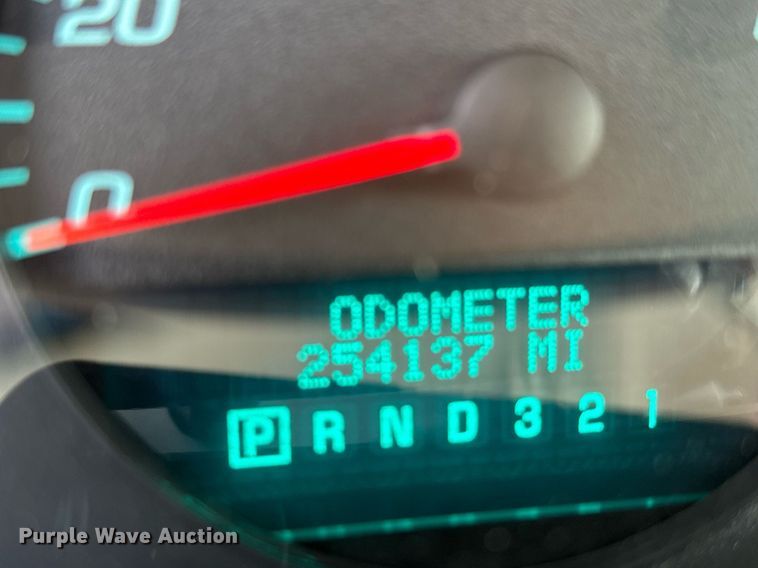 20
0
ODOMETER
254137 MI
P R N D 3 2 1
Purple Wave Auction